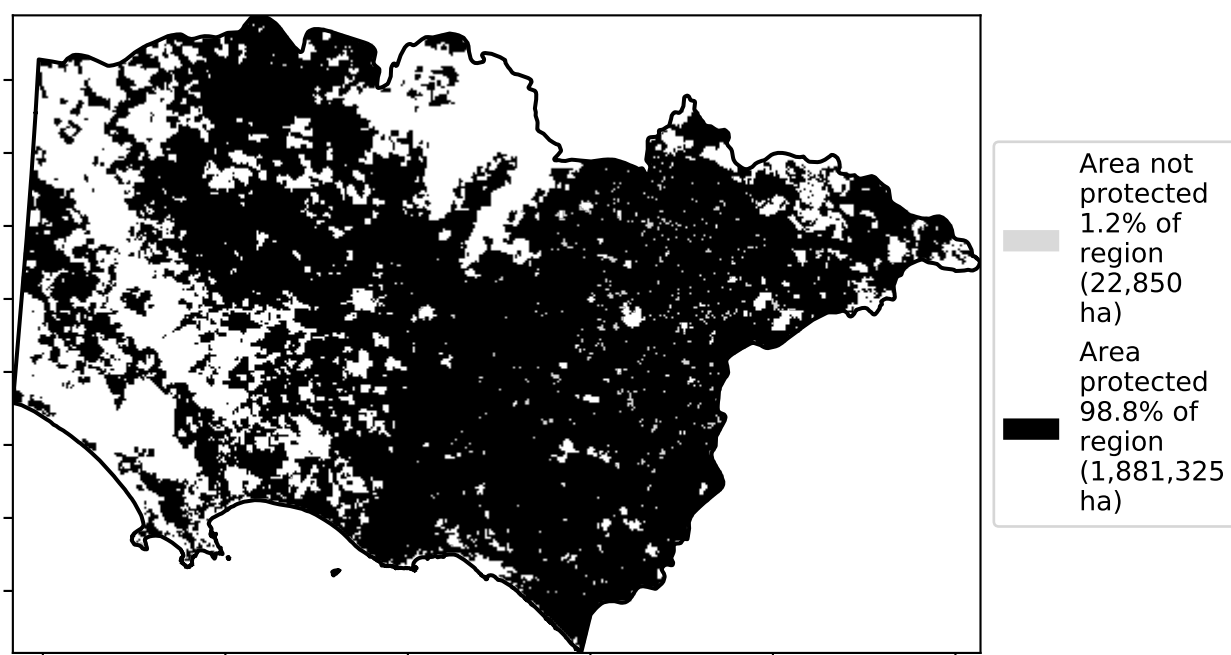 Area not
protected
1.2% of
region
(22,850
ha)
Area
protected
98.8% of
region
(1,881,325
ha)